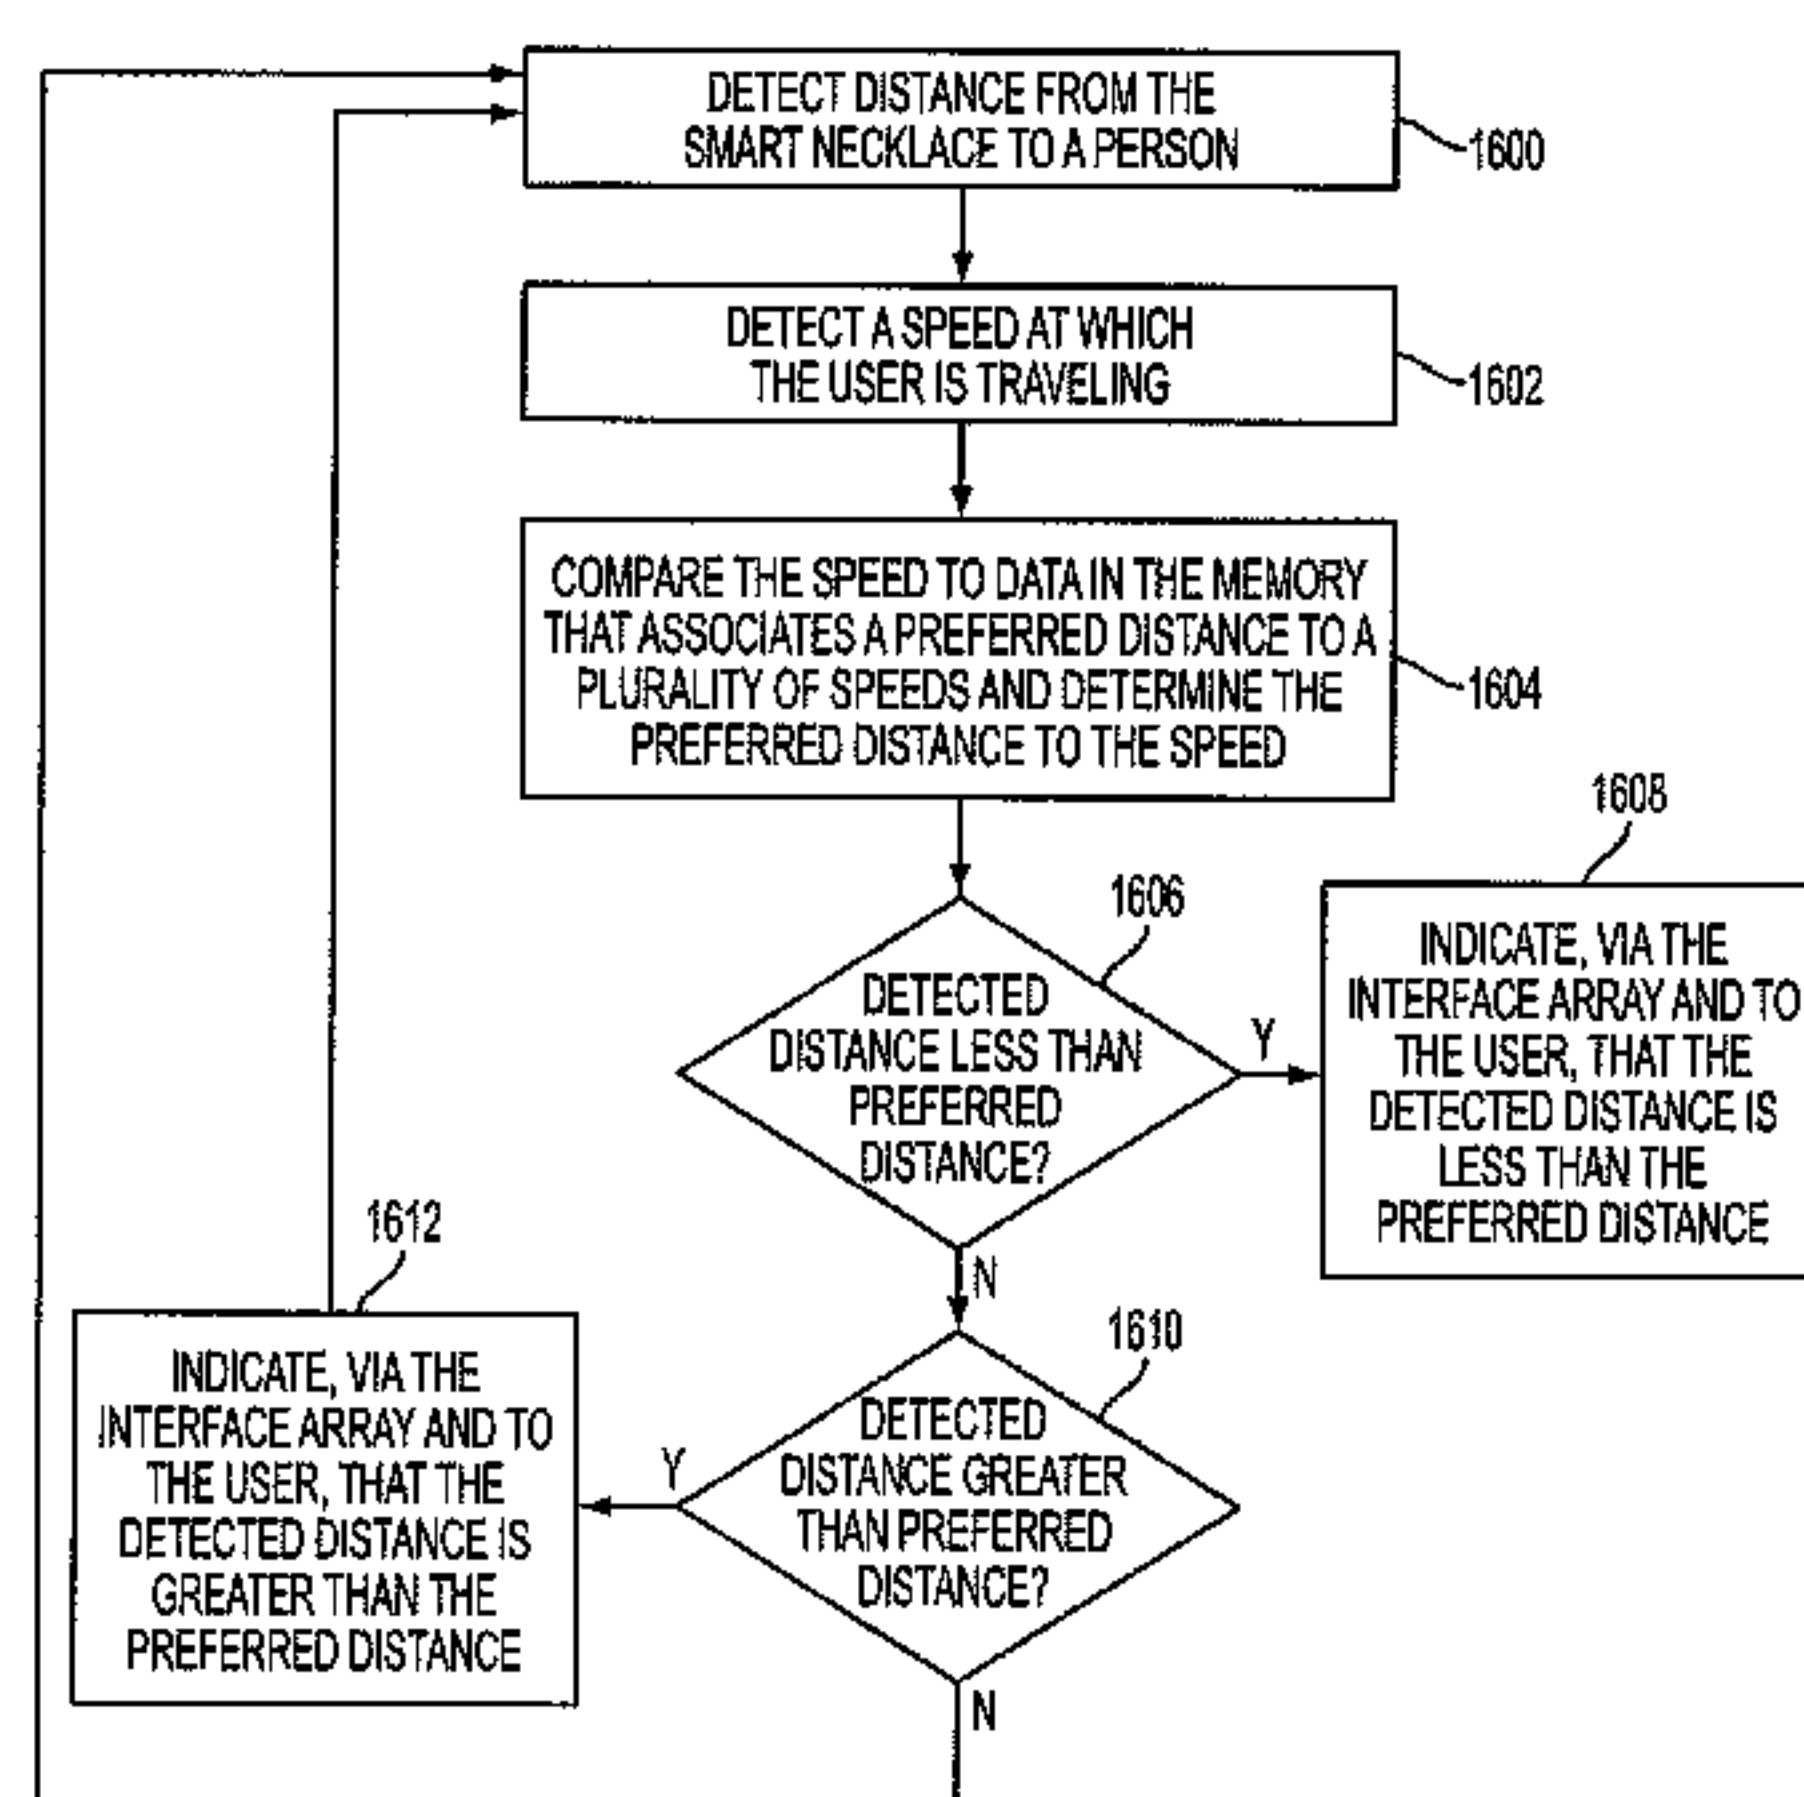 DETECT DISTANCE FROM THE
SMART NECKLACE TO A PERSON
1600
DETECT A SPEED AT WHICH
THE USER IS TRAVELING
1602
COMPARE THE SPEED TO DATA IN THE MEMORY
THAT ASSOCIATES A PREFERRED DISTANCE TO A
PLURALITY OF SPEEDS AND DETERMINE THE
PREFERRED DISTANCE TO THE SPEED
1604
1606
DETECTED
DISTANCE LESS THAN
PREFERRED
DISTANCE?
Y
N
1608
INDICATE, VIA THE
INTERFACE ARRAY AND TO
THE USER, THAT THE
DETECTED DISTANCE IS
LESS THAN THE
PREFERRED DISTANCE
1610
DETECTED
DISTANCE GREATER
THAN PREFERRED
DISTANCE?
Y
N
1612
INDICATE, VIA THE
INTERFACE ARRAY AND TO
THE USER, THAT THE
DETECTED DISTANCE IS
GREATER THAN THE
PREFERRED DISTANCE